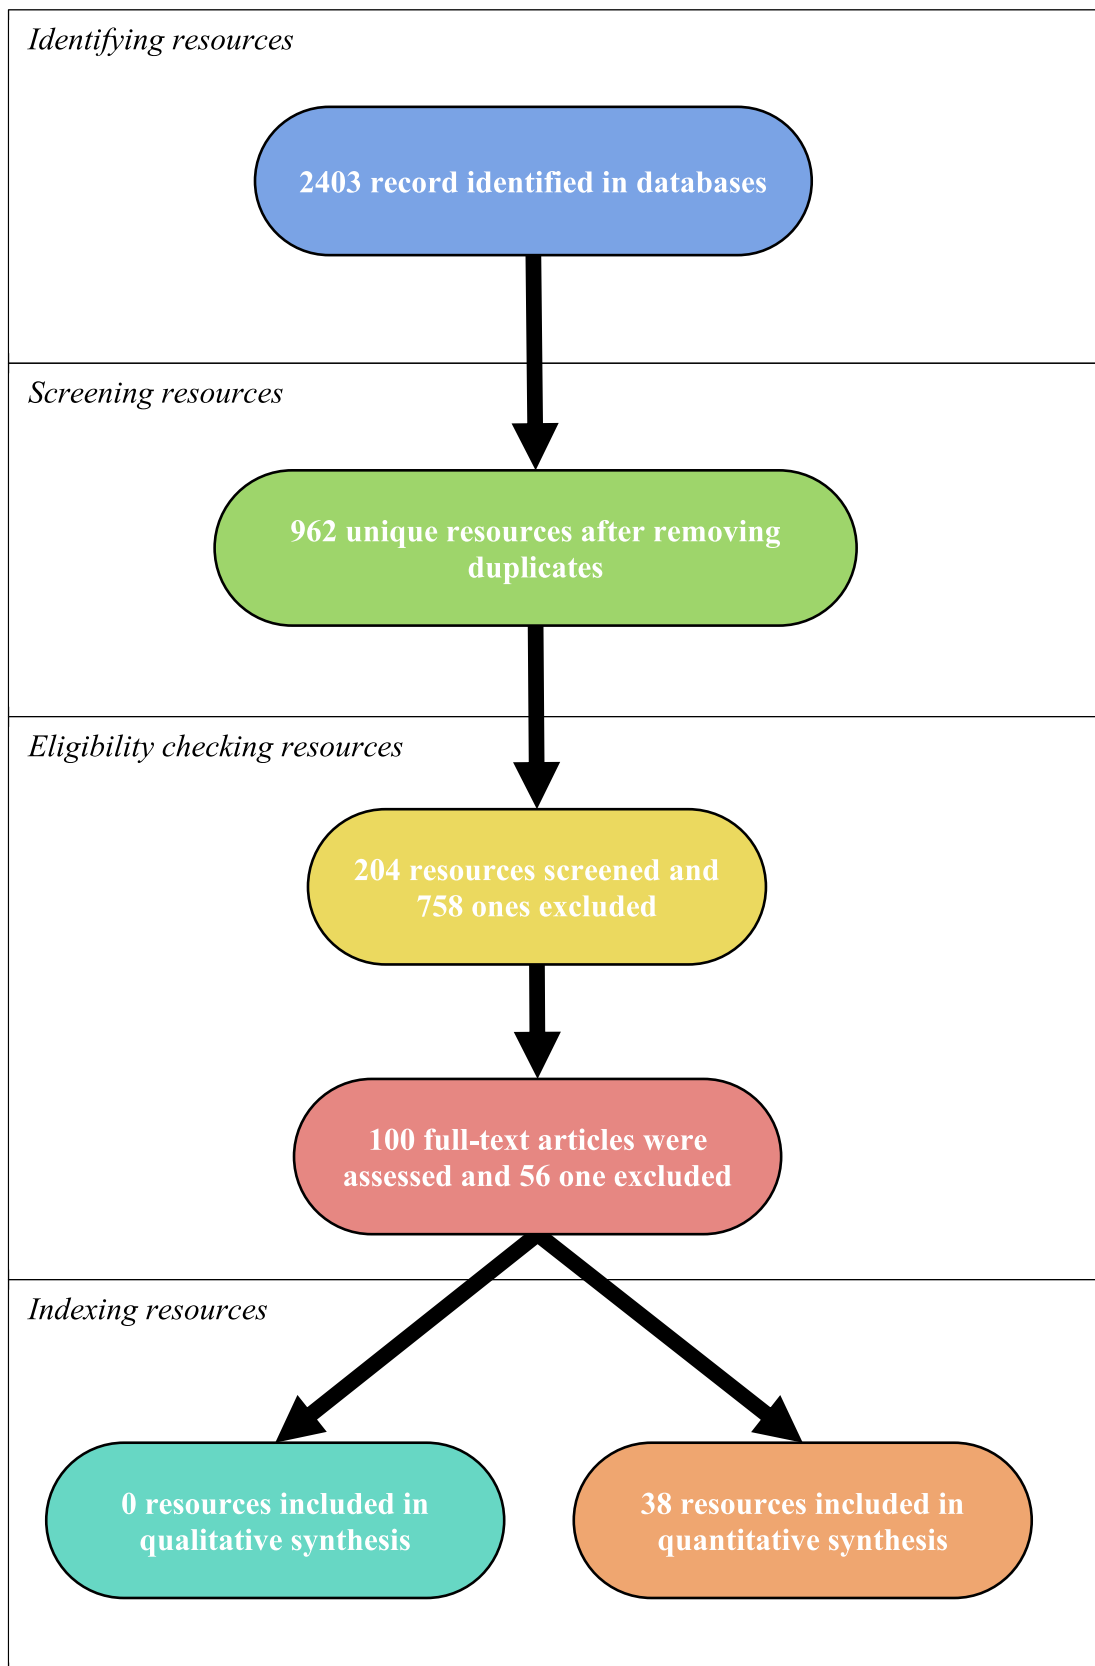 Identifying resources
2403 record identified in databases
Screening resources
962 unique resources after removing
duplicates
Eligibility checking resources
204 resources screened and
758 ones excluded
100 full-text articles were
assessed and 56 one excluded
Indexing resources
0 resources included in
qualitative synthesis
38 resources included in
quantitative synthesis